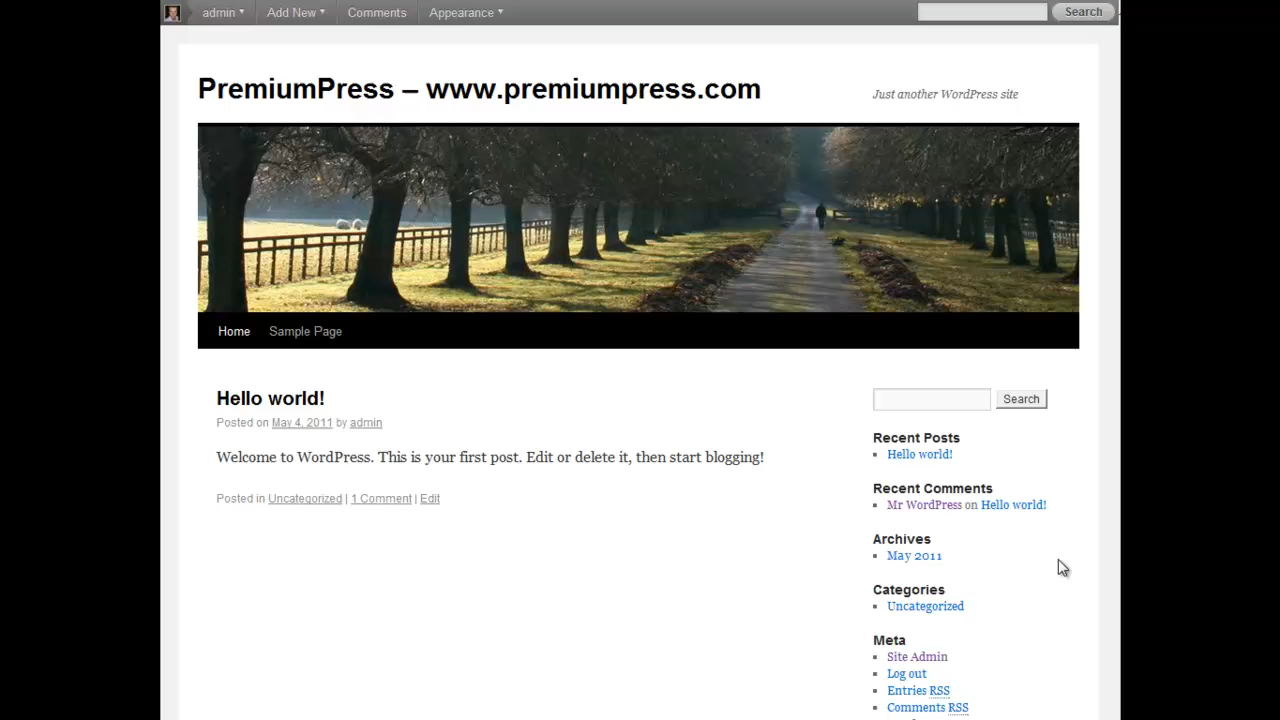 admin Add New Comments Appearance Search
PremiumPress – www.premiumpress.com
Just another WordPress site
Home Sample Page
Hello world!
Posted on May 4, 2011 by admin
Welcome to WordPress. This is your first post. Edit or delete it, then start blogging!
Posted in Uncategorized | 1 Comment | Edit
Search
Recent Posts
Hello world!
Recent Comments
Mr WordPress on Hello world!
Archives
May 2011
Categories
Uncategorized
Meta
Site Admin
Log out
Entries RSS
Comments RSS